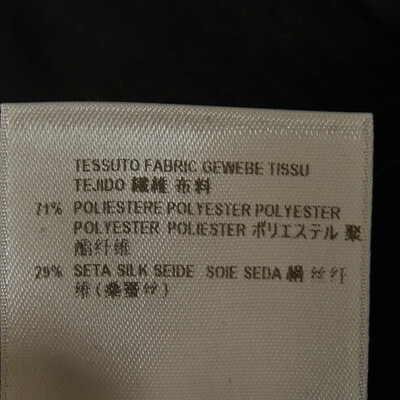 TESSUTO FABRIC GEWEBE TISSU
TEJIDO 繊維 布料
71% POLIESTERE POLYESTER POLYESTER
POLYESTER POLIESTER ポリエステル 聚
酯纤维
29% SETA SILK SEIDE SOIE SEDA 絹 丝纤
维(桑蚕丝)